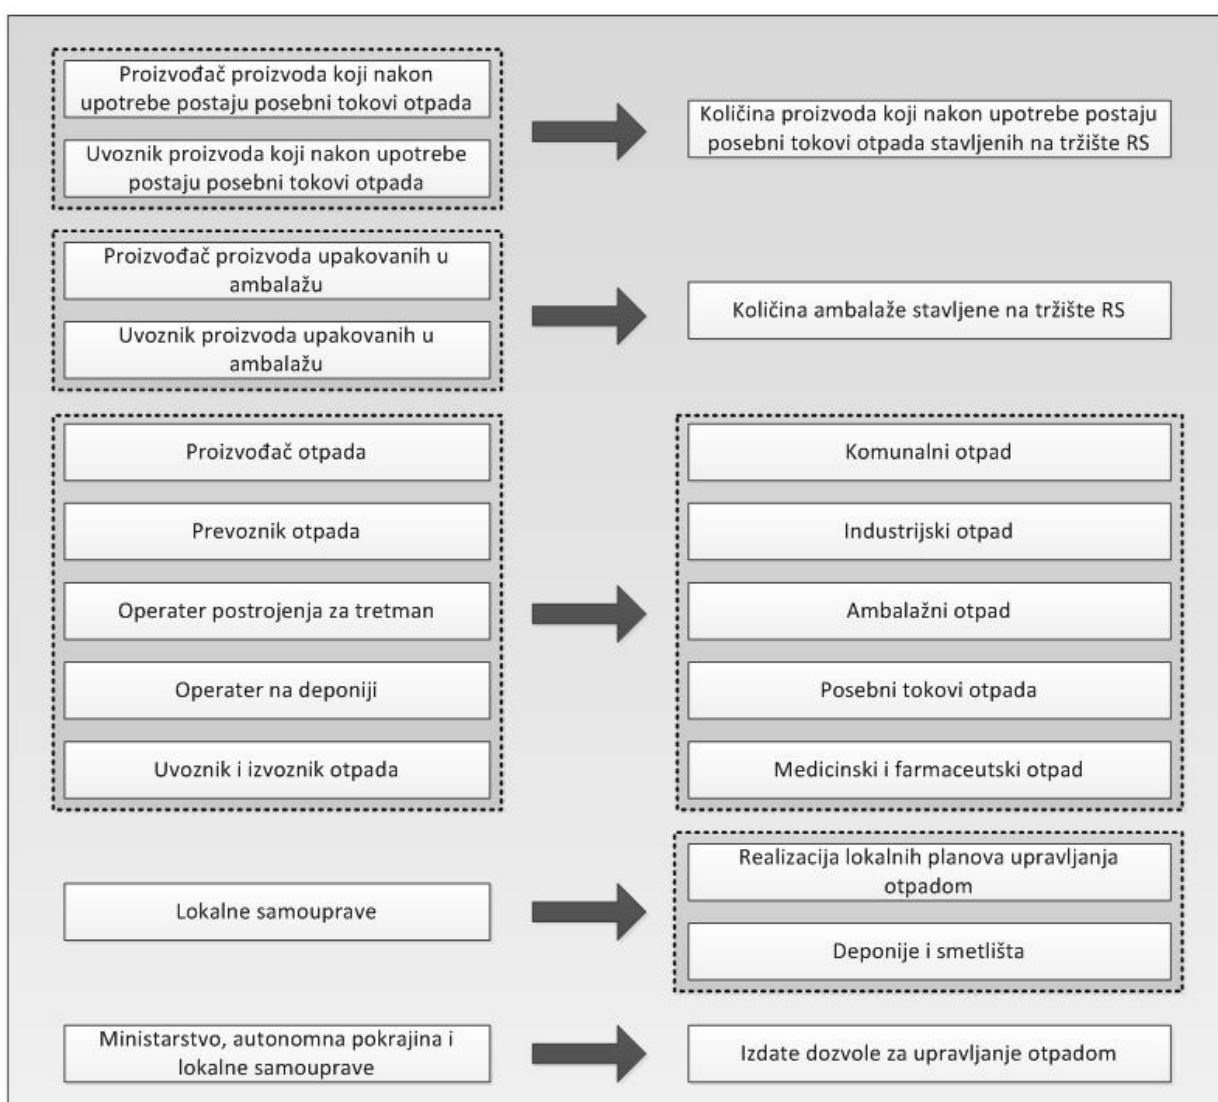 Proizvođač proizvoda koji nakon
upotrebe postaju posebni tokovi otpada
Uvoznik proizvoda koji nakon upotrebe
postaju posebni tokovi otpada
Količina proizvoda koji nakon upotrebe postaju
posebni tokovi otpada stavljenih na tržište RS
Proizvođač proizvoda upakovanih u
ambalažu
Uvoznik proizvoda upakovanih u
ambalažu
Količina ambalaže stavljene na tržište RS
Proizvođač otpada
Prevoznik otpada
Operater postrojenja za tretman
Operater na deponiji
Uvoznik i izvoznik otpada
Komunalni otpad
Industrijski otpad
Ambalažni otpad
Posebni tokovi otpada
Medicinski i farmaceutski otpad
Lokalne samouprave
Realizacija lokalnih planova upravljanja
otpadom
Deponije i smetlišta
Ministarstvo, autonomna pokrajina i
lokalne samouprave
Izdate dozvole za upravljanje otpadom